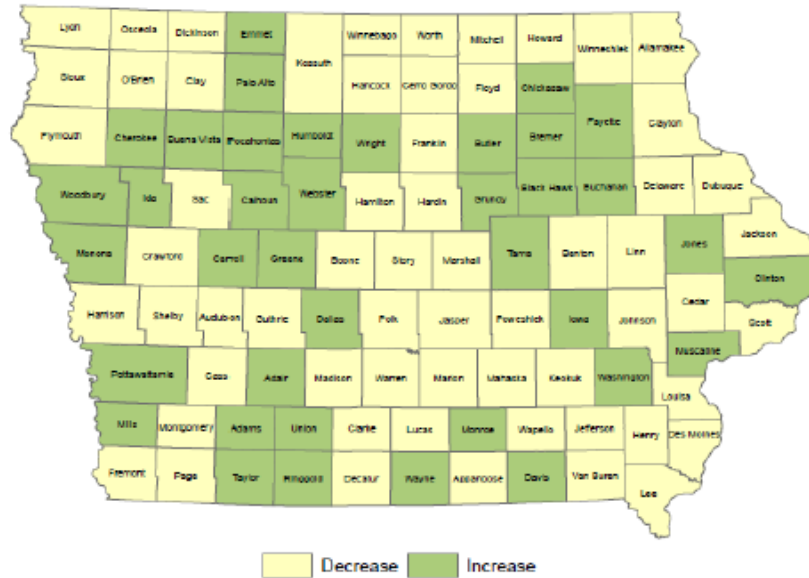 Lyon Osceola Dickinson Emmet Winnebago Worth Mitchell Howard Winneshiek Allamakee
Kossuth
Sioux O'Brien Clay Palo Alto Hancock Cerro Gordo Floyd Chickasaw
Plymouth Cherokee Buena Vista Pocahontas Humboldt Wright Franklin Butler Bremer Fayette Clayton
Woodbury Ida Sac Calhoun Webster Hamilton Hardin Grundy Black Hawk Buchanan Delaware Dubuque
Monona Crawford Carroll Greene Boone Story Marshall Tama Benton Linn Jones Jackson
Clinton
Harrison Shelby Audubon Guthrie Dallas Polk Jasper Poweshiek Iowa Johnson Cedar Scott
Muscatine
Pottawattamie Cass Adair Madison Warren Marion Mahaska Keokuk Washington
Louisa
Mills Montgomery Adams Union Clarke Lucas Monroe Wapello Jefferson Henry Des Moines
Fremont Page Taylor Ringgold Decatur Wayne Appanoose Davis Van Buren
Lee
Decrease Increase